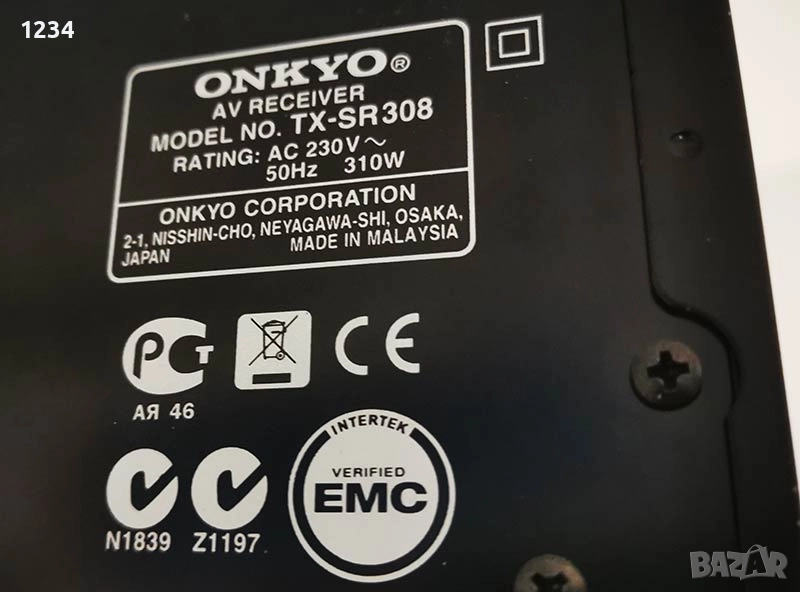 1234
ONKYO®
AV RECEIVER
MODEL NO. TX-SR308
RATING: AC 230V ~
50Hz 310W
ONKYO CORPORATION
2-1, NISSHIN-CHO, NEYAGAWA-SHI, OSAKA,
JAPAN MADE IN MALAYSIA
РСТ CE
АЯ 46
INTERTEK
VERIFIED
EMC
N1839 Z1197
BAZAR